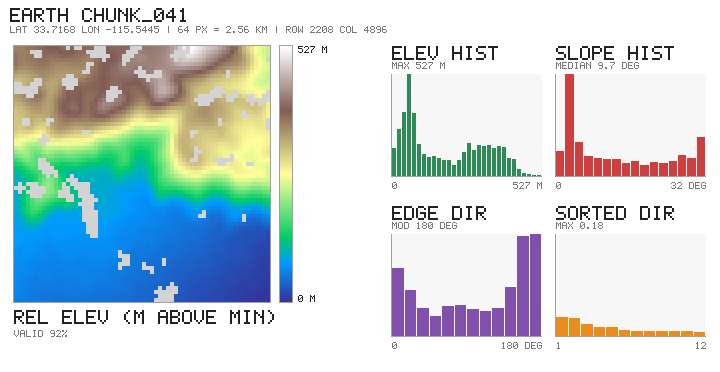 EARTH CHUNK_041
LAT 33.7168 LON -115.5445 | 64 PX = 2.56 KM | ROW 2208 COL 4896
527 M
0 M
REL ELEV (M ABOVE MIN)
VALID 92%
ELEV HIST
MAX 527 M
0 527 M
SLOPE HIST
MEDIAN 9.7 DEG
0 32 DEG
EDGE DIR
MOD 180 DEG
0 180 DEG
SORTED DIR
MAX 0.18
1 12